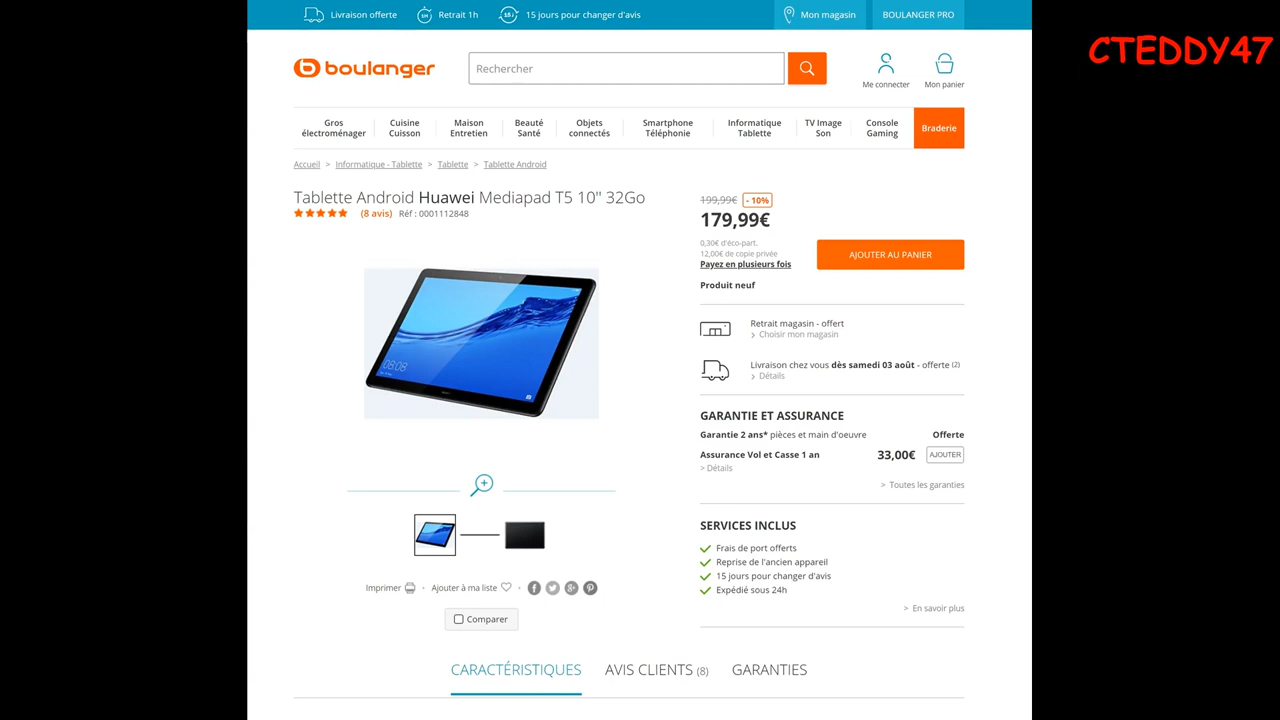 Livraison offerte
1H Retrait 1h
15J 15 jours pour changer d'avis
Mon magasin
BOULANGER PRO
CTEDDY47
boulanger
Rechercher
Me connecter
Mon panier
Gros
électroménager
Cuisine
Cuisson
Maison
Entretien
Beauté
Santé
Objets
connectés
Smartphone
Téléphonie
Informatique
Tablette
TV Image
Son
Console
Gaming
Braderie
Accueil > Informatique - Tablette > Tablette > Tablette Android
Tablette Android Huawei Mediapad T5 10'' 32Go
(8 avis) Réf : 0001112848
199,99€ - 10%
179,99€
0,30€ d'éco-part.
12,00€ de copie privée
Payez en plusieurs fois
AJOUTER AU PANIER
Produit neuf
Retrait magasin - offert
> Choisir mon magasin
Livraison chez vous dès samedi 03 août - offerte (2)
> Détails
08:08
GARANTIE ET ASSURANCE
Garantie 2 ans* pièces et main d'oeuvre Offerte
Assurance Vol et Casse 1 an 33,00€ AJOUTER
> Détails
> Toutes les garanties
SERVICES INCLUS
Frais de port offerts
Reprise de l'ancien appareil
15 jours pour changer d'avis
Expédié sous 24h
> En savoir plus
Imprimer · Ajouter à ma liste ·
Comparer
CARACTÉRISTIQUES AVIS CLIENTS (8) GARANTIES